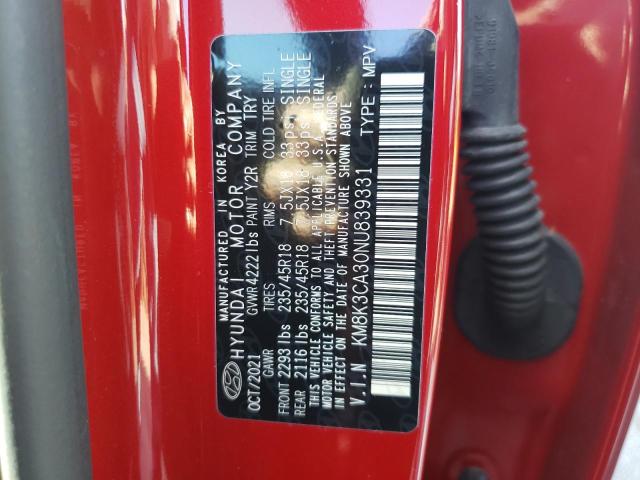 MANUFACTURED IN KOREA BY
HYUNDAI MOTOR COMPANY
OCT/2021 GVWR 4222 lbs PAINT Y2R TRIM TRY
GAWR TIRES RIMS COLD TIRE INFL
FRONT 2293 lbs 235/45R18 7.5JX18 33 psi SINGLE
REAR 2116 lbs 235/45R18 7.5JX18 33 psi SINGLE
THIS VEHICLE CONFORMS TO ALL APPLICABLE U.S.A. FEDERAL
MOTOR VEHICLE SAFETY AND THEFT PREVENTION STANDARDS
IN EFFECT ON THE DATE OF MANUFACTURE SHOWN ABOVE
V.I.N KM8K3CA30NU839331 TYPE : MPV